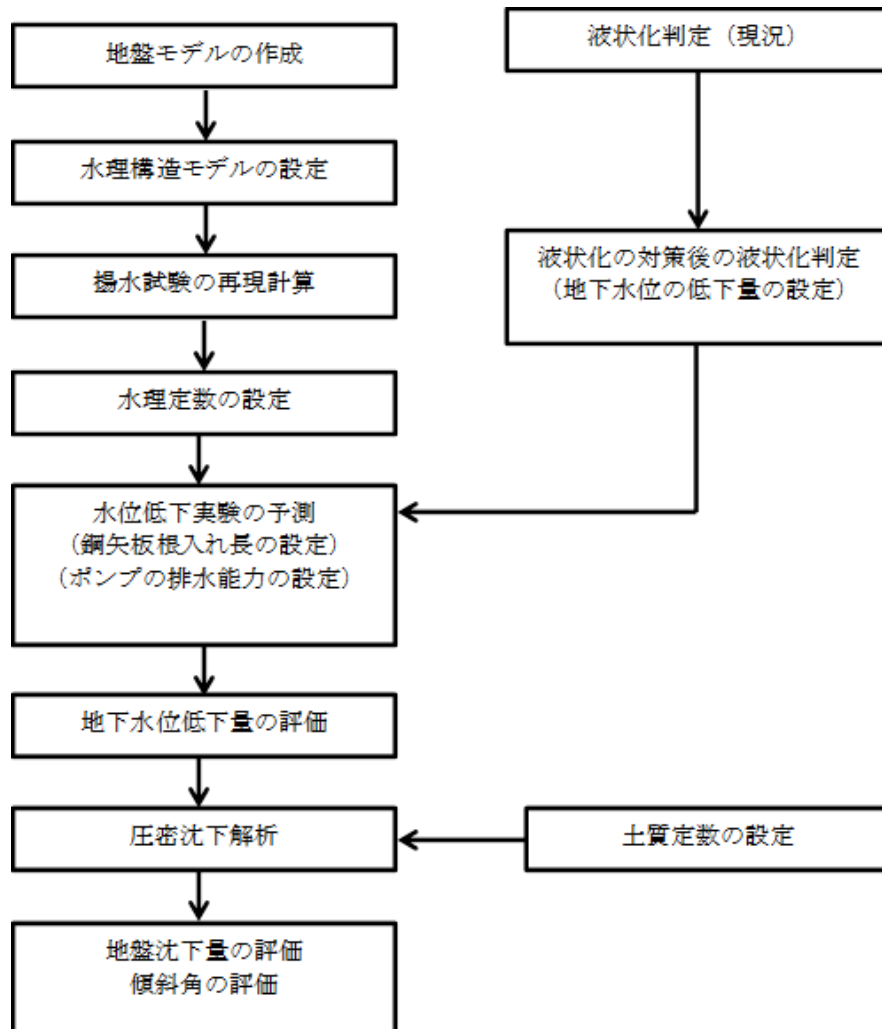 地盤モデルの作成
液状化判定（現況）
水理構造モデルの設定
液状化の対策後の液状化判定
（地下水位の低下量の設定）
揚水試験の再現計算
水理定数の設定
水位低下実験の予測
（鋼矢板根入れ長の設定）
（ポンプの排水能力の設定）
地下水位低下量の評価
圧密沈下解析
土質定数の設定
地盤沈下量の評価
傾斜角の評価